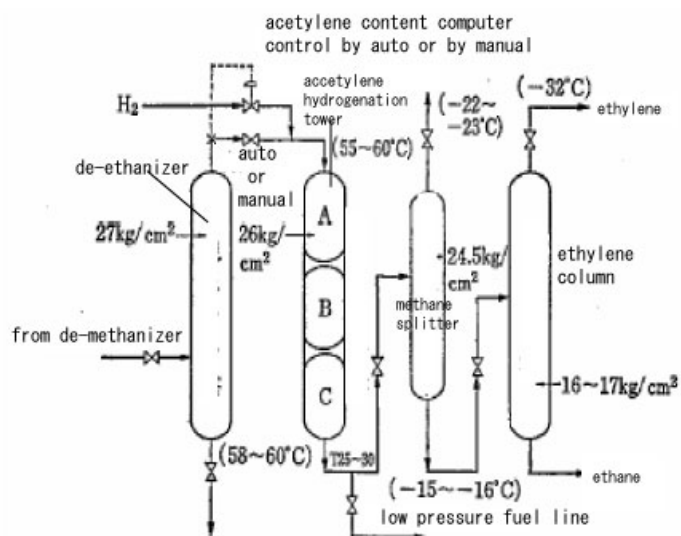 acetylene content computer
control by auto or by manual
(−32°C)
H₂
accetylene
hydrogenation
tower
(−22~
−23°C)
ethylene
auto
or
manual
(55~60°C)
de-ethanizer
A
27kg/cm²
26kg/
cm²
24.5kg/
cm²
ethylene
column
methane
splitter
B
from de-methanizer
C
16~17kg/cm²
(58~60°C)
T25~30
(−15~−16°C)
ethane
low pressure fuel line